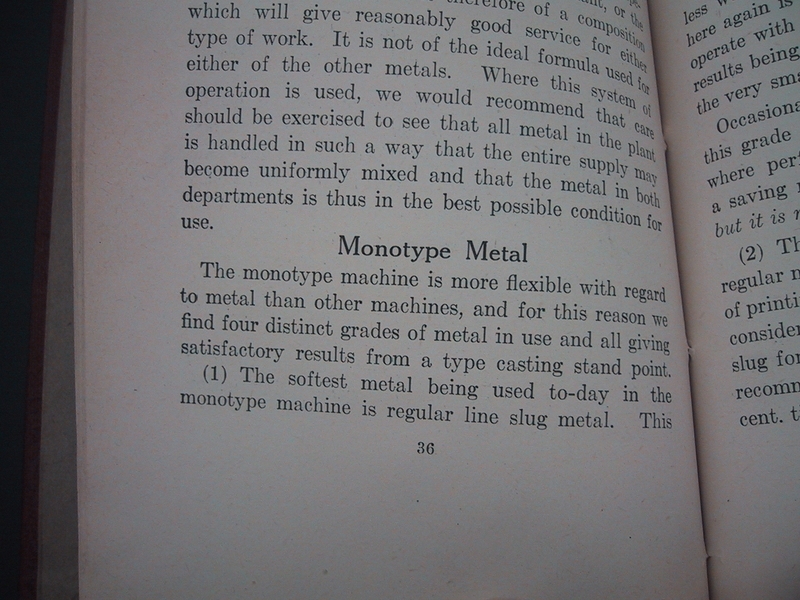 therefore of a composition
which will give reasonably good service for either
type of work. It is not of the ideal formula used for
either of the other metals. Where this system of
operation is used, we would recommend that care
should be exercised to see that all metal in the plant
is handled in such a way that the entire supply may
become uniformly mixed and that the metal in both
departments is thus in the best possible condition for
use.
Monotype Metal
The monotype machine is more flexible with regard
to metal than other machines, and for this reason we
find four distinct grades of metal in use and all giving
satisfactory results from a type casting stand point.
(1) The softest metal being used to-day in the
monotype machine is regular line slug metal. This
36
less
here again is
operate with
results being
the very
this grade
where
a saving
but it is
(2)
regular
of
slug for
cent.